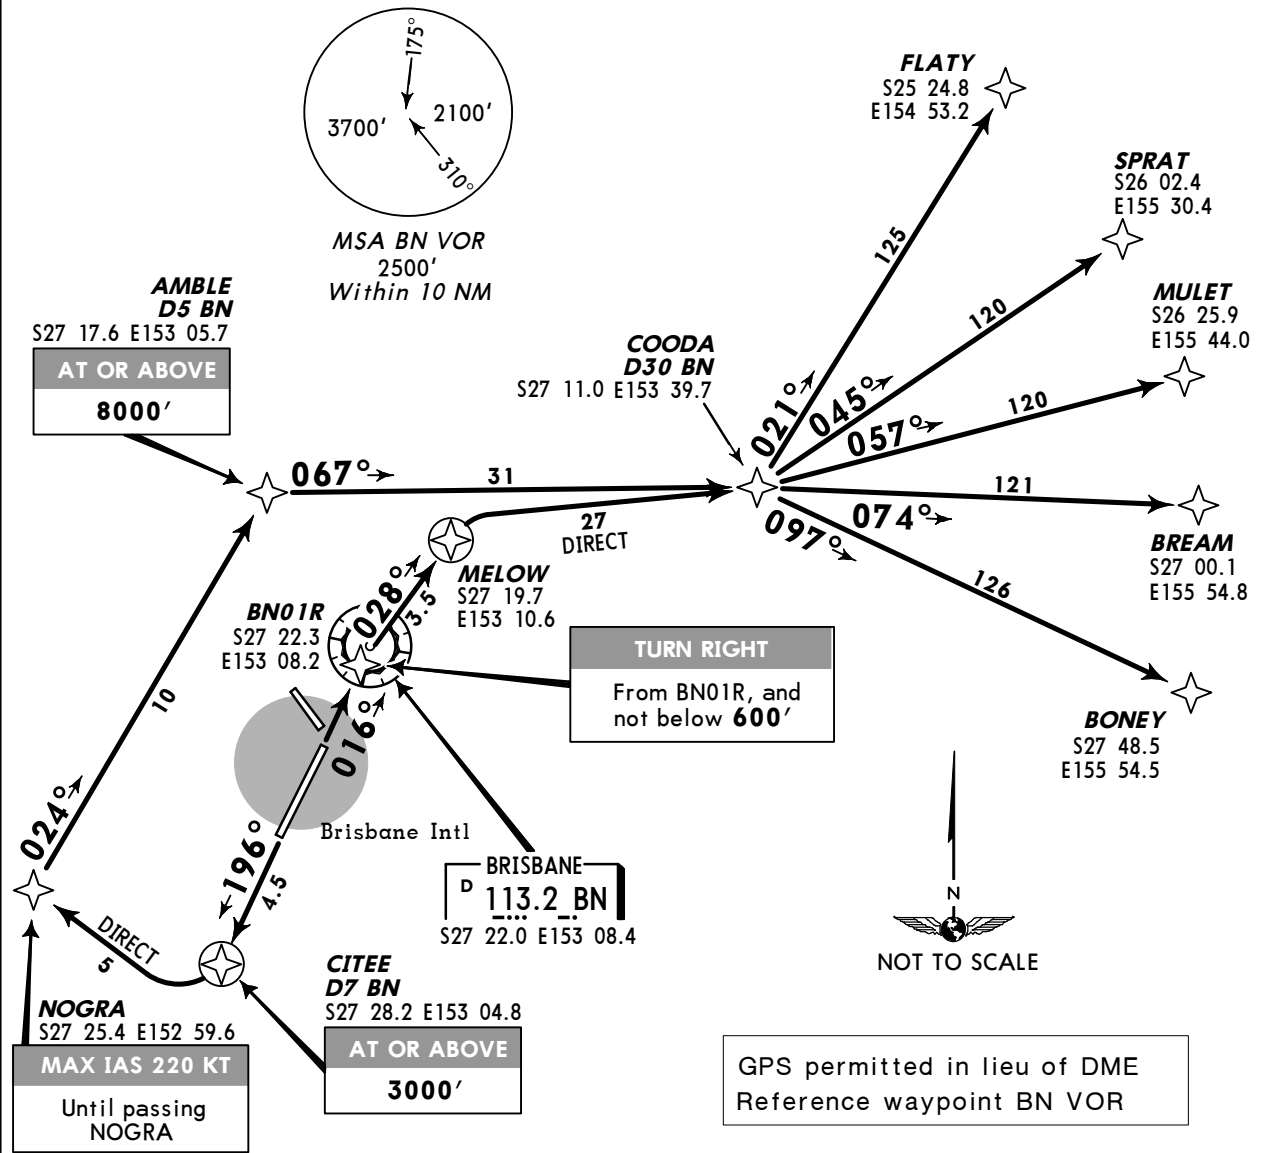 175°
3700'
2100'
310°
MSA BN VOR
2500'
Within 10 NM
FLATY
S25 24.8
E154 53.2
SPRAT
S26 02.4
E155 30.4
MULET
S26 25.9
E155 44.0
AMBLE
D5 BN
S27 17.6 E153 05.7
AT OR ABOVE
8000'
COODA
D30 BN
S27 11.0 E153 39.7
125
120
120
121
126
021°
045°
057°
074°
097°
067°
31
27
DIRECT
BREAM
S27 00.1
E155 54.8
MELOW
S27 19.7
E153 10.6
028°
3.5
BN01R
S27 22.3
E153 08.2
TURN RIGHT
From BN01R, and
not below 600'
BONEY
S27 48.5
E155 54.5
10
016°
024°
196°
4.5
Brisbane Intl
BRISBANE
D 113.2 BN
S27 22.0 E153 08.4
N
NOT TO SCALE
DIRECT
5
CITEE
D7 BN
S27 28.2 E153 04.8
AT OR ABOVE
3000'
NOGRA
S27 25.4 E152 59.6
MAX IAS 220 KT
Until passing
NOGRA
GPS permitted in lieu of DME
Reference waypoint BN VOR